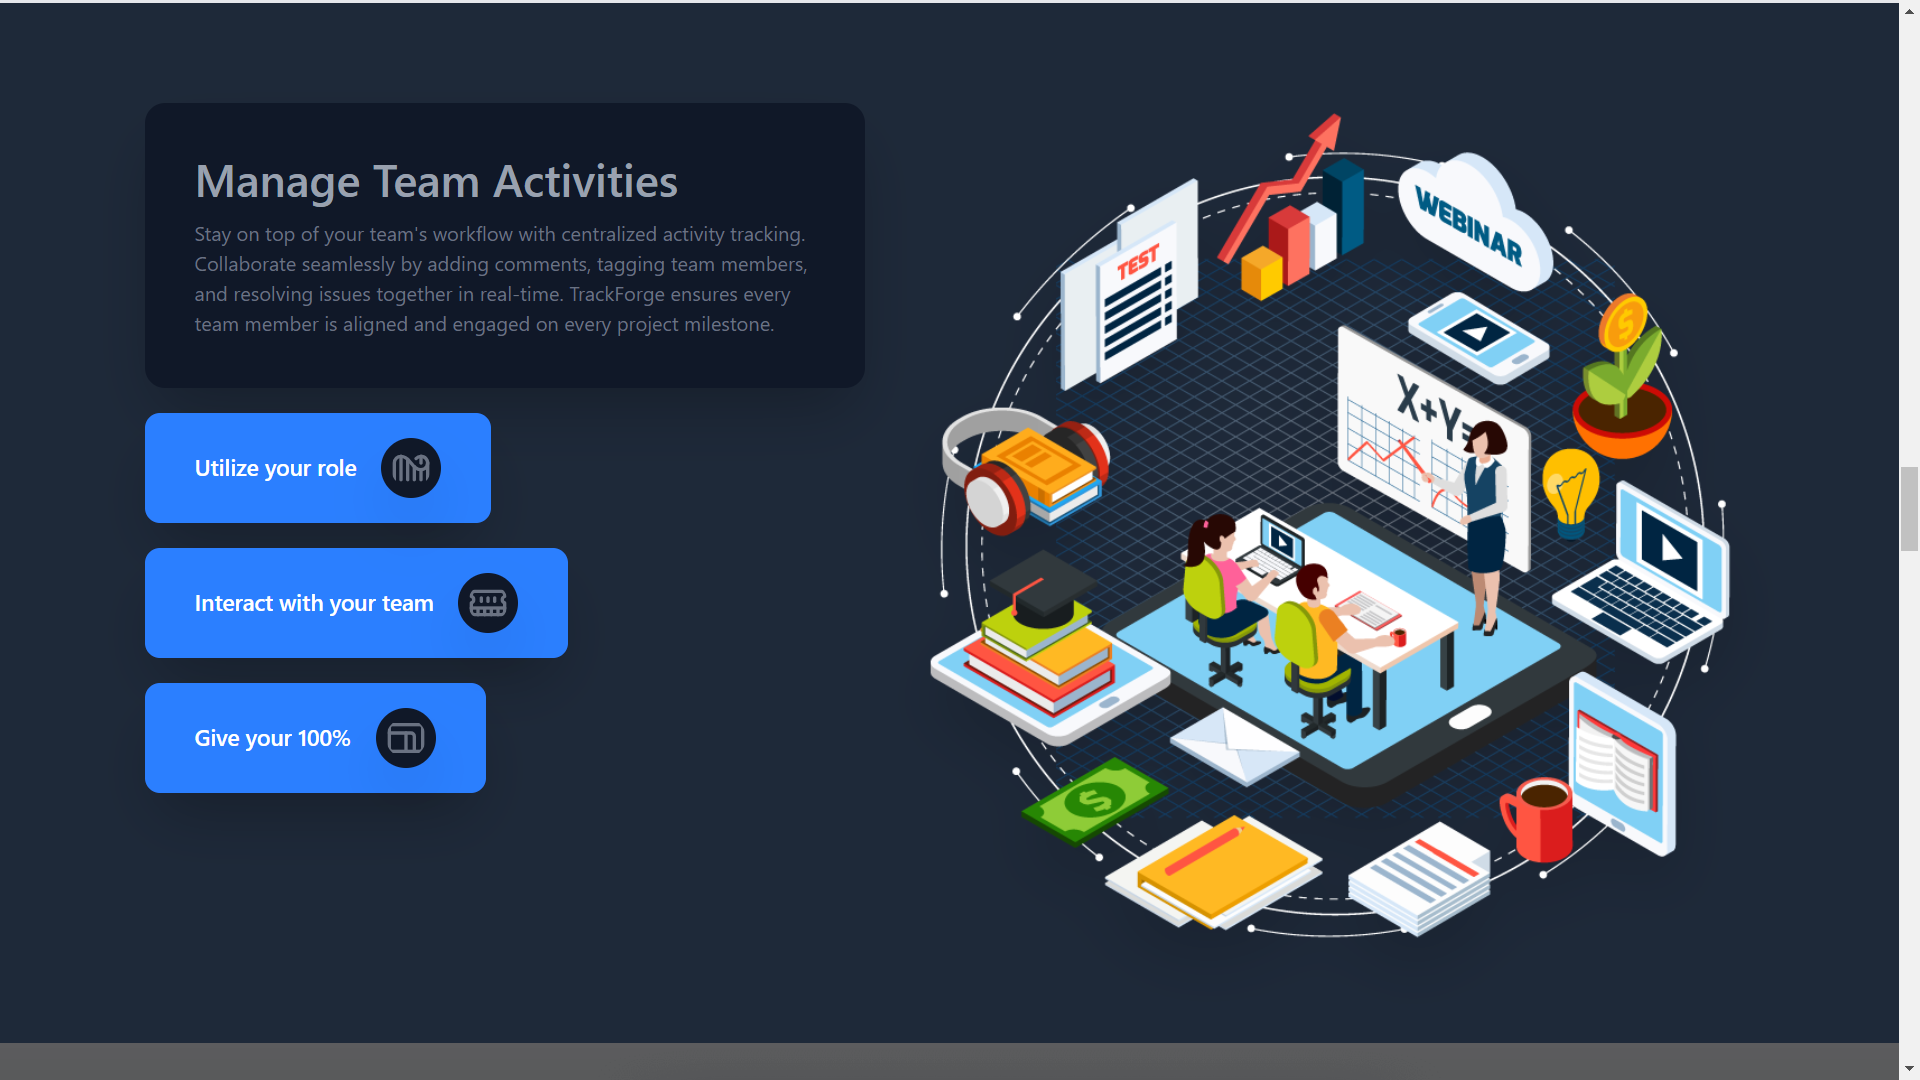 Manage Team Activities
Stay on top of your team's workflow with centralized activity tracking.
Collaborate seamlessly by adding comments, tagging team members,
and resolving issues together in real-time. TrackForge ensures every
team member is aligned and engaged on every project milestone.
Utilize your role
Interact with your team
Give your 100%
TEST
WEBINAR
X+Y=
$
$